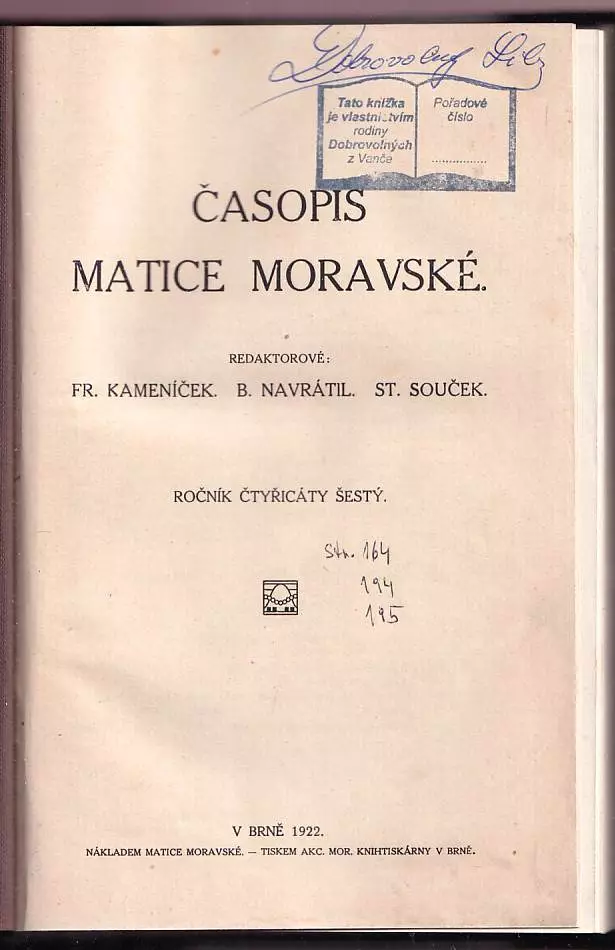 Dobrovolný
Tato knížka
je vlastnictvím
rodiny
Dobrovolných
z Vanče
Pořadové
číslo
................
ČASOPIS
MATICE MORAVSKÉ.
REDAKTOROVÉ:
FR. KAMENÍČEK. B. NAVRÁTIL. ST. SOUČEK.
ROČNÍK ČTYŘICÁTY ŠESTÝ.
Str. 164
194
195
V BRNĚ 1922.
NÁKLADEM MATICE MORAVSKÉ. — TISKEM AKC. MOR. KNIHTISKÁRNY V BRNĚ.